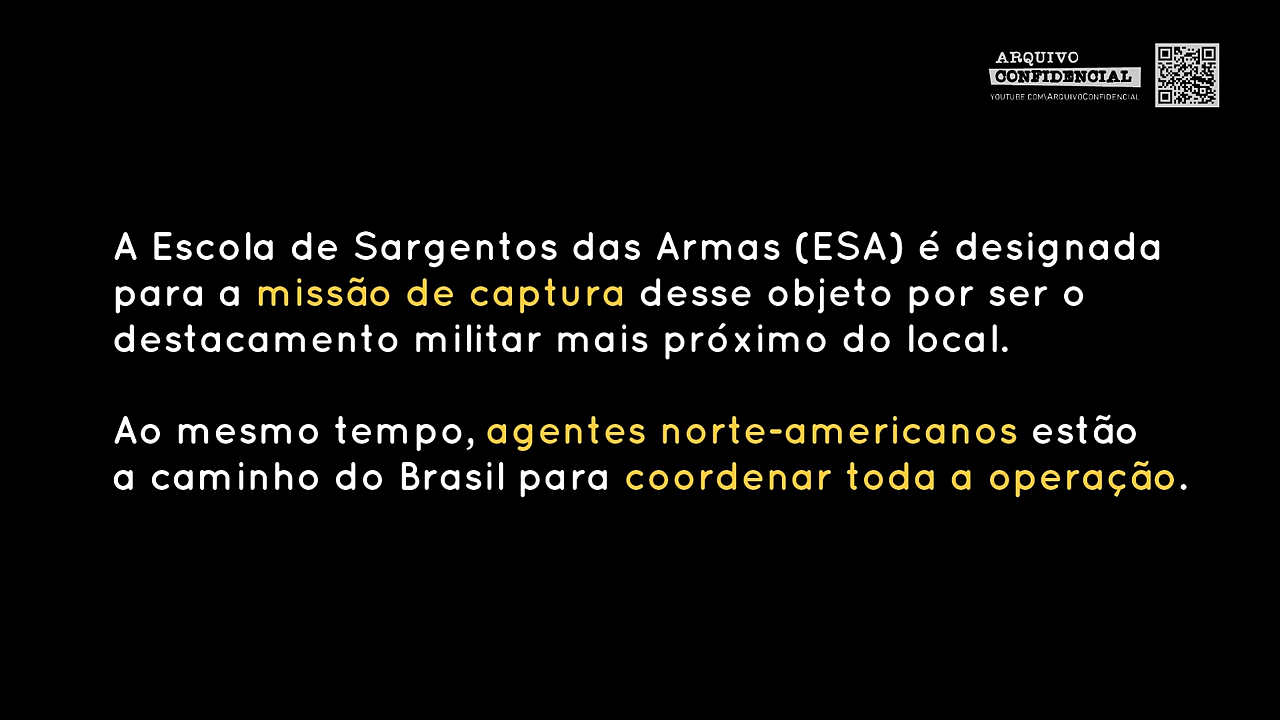 ARQUIVO
CONFIDENCIAL
YOUTUBE.COM\ARQUIVOCONFIDENCIAL
A Escola de Sargentos das Armas (ESA) é designada
para a missão de captura desse objeto por ser o
destacamento militar mais próximo do local.
Ao mesmo tempo, agentes norte-americanos estão
a caminho do Brasil para coordenar toda a operação.